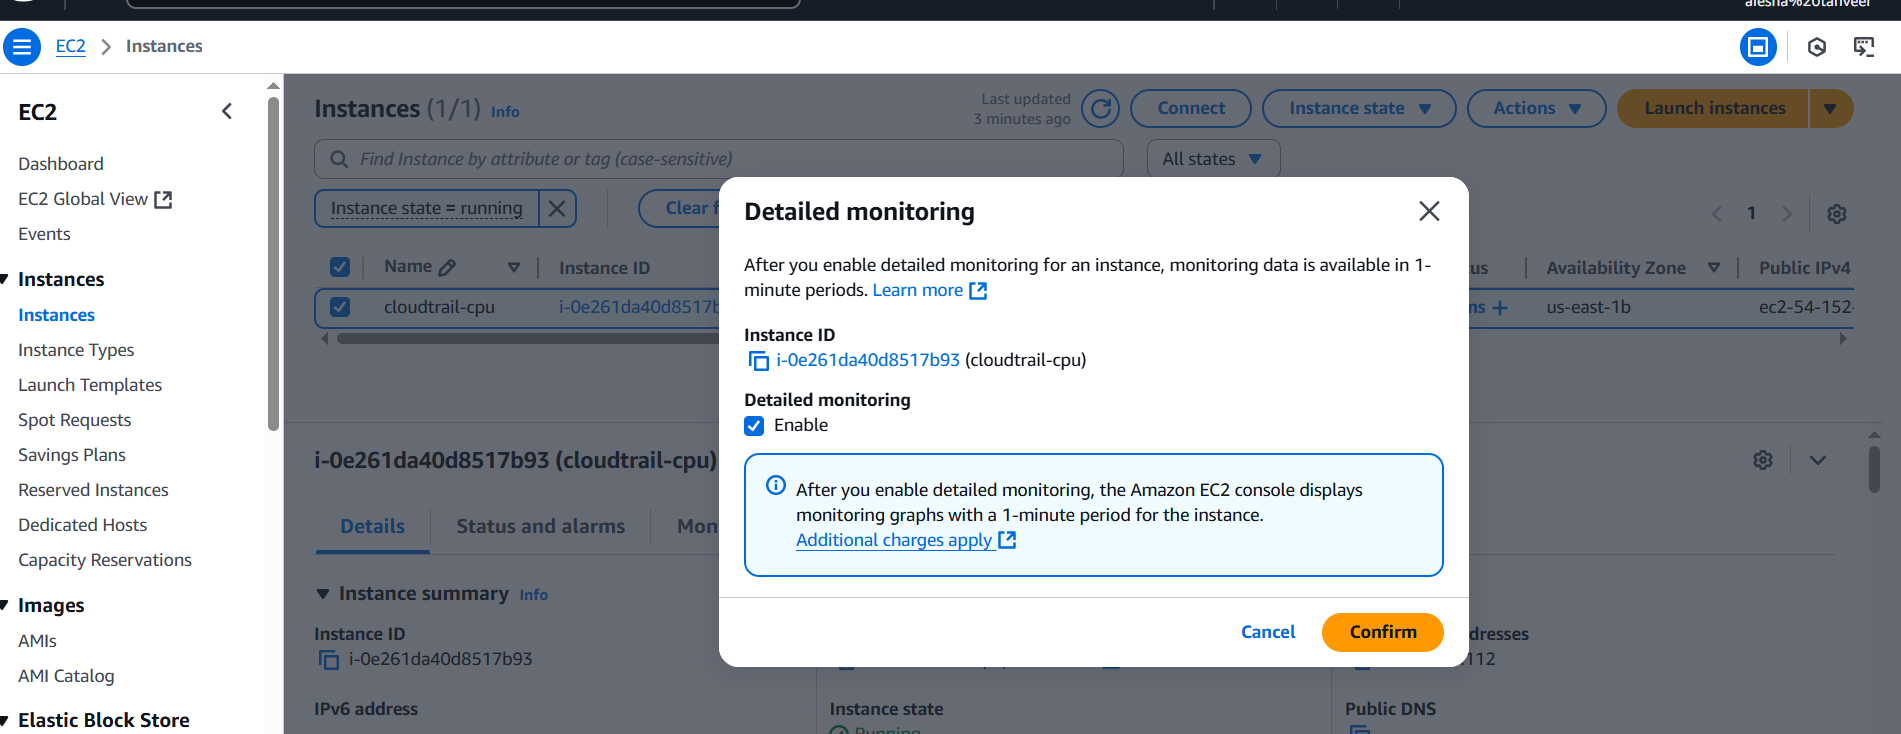 EC2
Instances
EC2
Dashboard
EC2 Global View
Events
Instances
Instances
Instance Types
Launch Templates
Spot Requests
Savings Plans
Reserved Instances
Dedicated Hosts
Capacity Reservations
Images
AMIs
AMI Catalog
Elastic Block Store
Instances (1/1) Info
Last updated
3 minutes ago
Connect
Instance state
Actions
Launch instances
Find Instance by attribute or tag (case-sensitive)
All states
Instance state = running
Clear f
1
Name
Instance ID
us
Availability Zone
Public IPv4
cloudtrail-cpu
i-0e261da40d8517b
ns
us-east-1b
ec2-54-152-
Detailed monitoring
After you enable detailed monitoring for an instance, monitoring data is available in 1-
minute periods. Learn more
Instance ID
i-0e261da40d8517b93 (cloudtrail-cpu)
Detailed monitoring
Enable
After you enable detailed monitoring, the Amazon EC2 console displays
monitoring graphs with a 1-minute period for the instance.
Additional charges apply
Cancel
Confirm
i-0e261da40d8517b93 (cloudtrail-cpu)
Details
Status and alarms
Mon
Instance summary Info
Instance ID
i-0e261da40d8517b93
dresses
112
IPv6 address
Instance state
Running
Public DNS